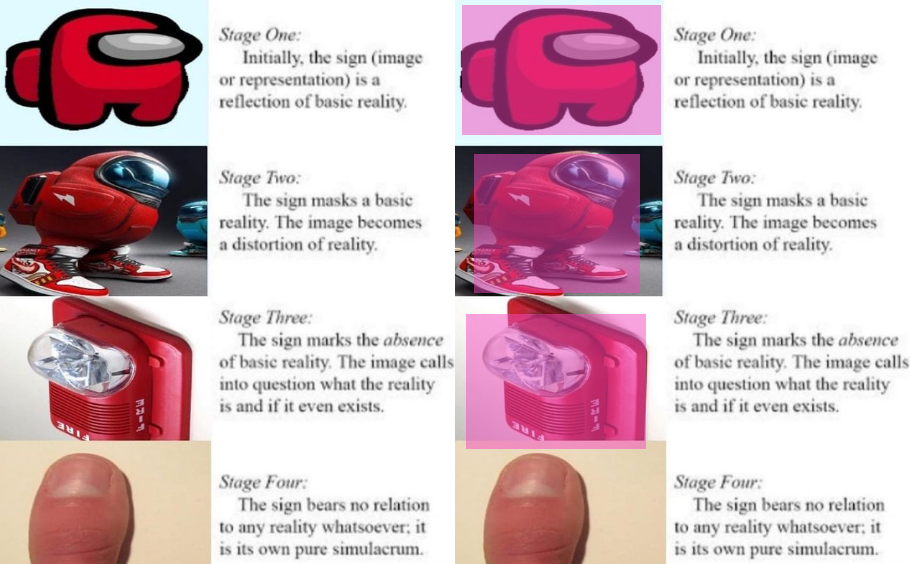 Stage One:
Initially, the sign (image
or representation) is a
reflection of basic reality.
Stage Two:
The sign masks a basic
reality. The image becomes
a distortion of reality.
Stage Three:
The sign marks the absence
of basic reality. The image calls
into question what the reality
is and if it even exists.
FIRE
FIRE
Stage Four:
The sign bears no relation
to any reality whatsoever; it
is its own pure simulacrum.
Stage One:
Initially, the sign (image
or representation) is a
reflection of basic reality.
Stage Two:
The sign masks a basic
reality. The image becomes
a distortion of reality.
Stage Three:
The sign marks the absence
of basic reality. The image calls
into question what the reality
is and if it even exists.
FIRE
FIRE
Stage Four:
The sign bears no relation
to any reality whatsoever; it
is its own pure simulacrum.